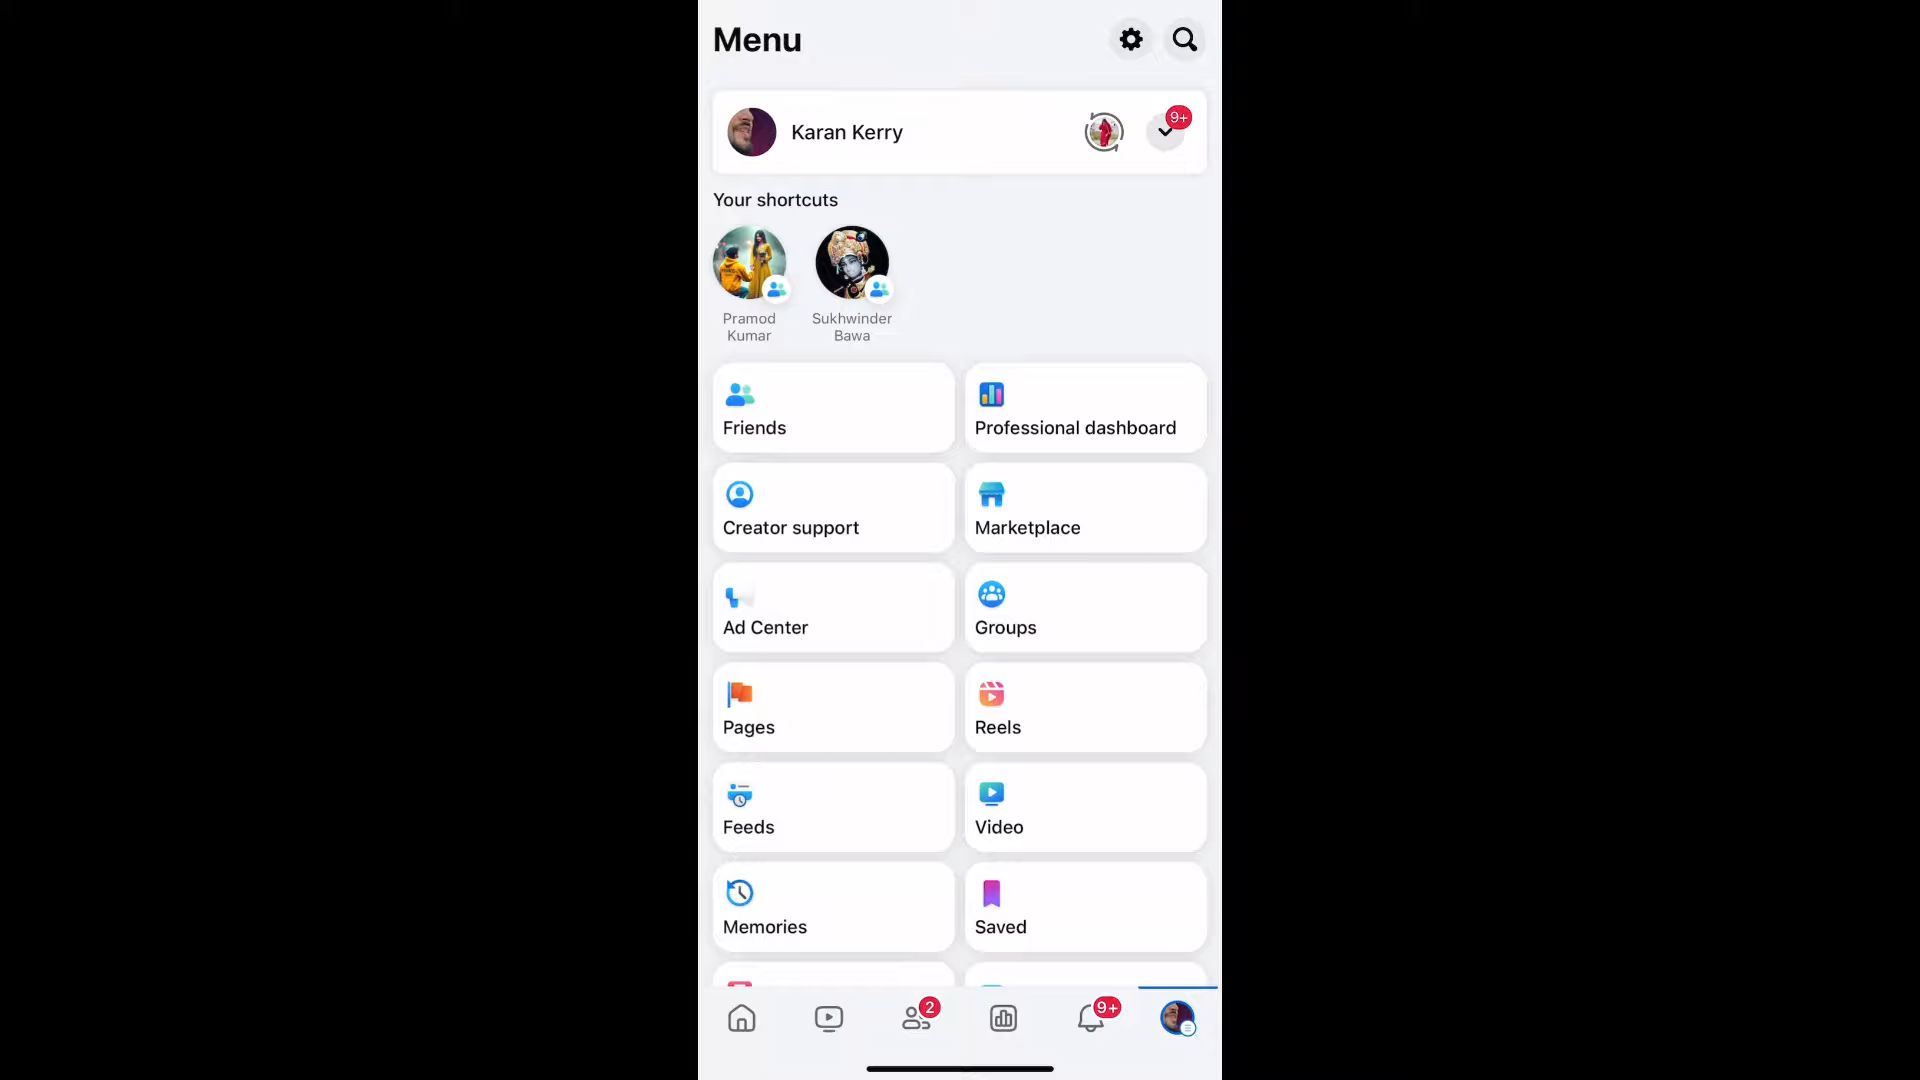 Menu
Karan Kerry
9+
Your shortcuts
Pramod
Kumar
Sukhwinder
Bawa
Friends
Professional dashboard
Creator support
Marketplace
Ad Center
Groups
Pages
Reels
Feeds
Video
Memories
Saved
2
9+